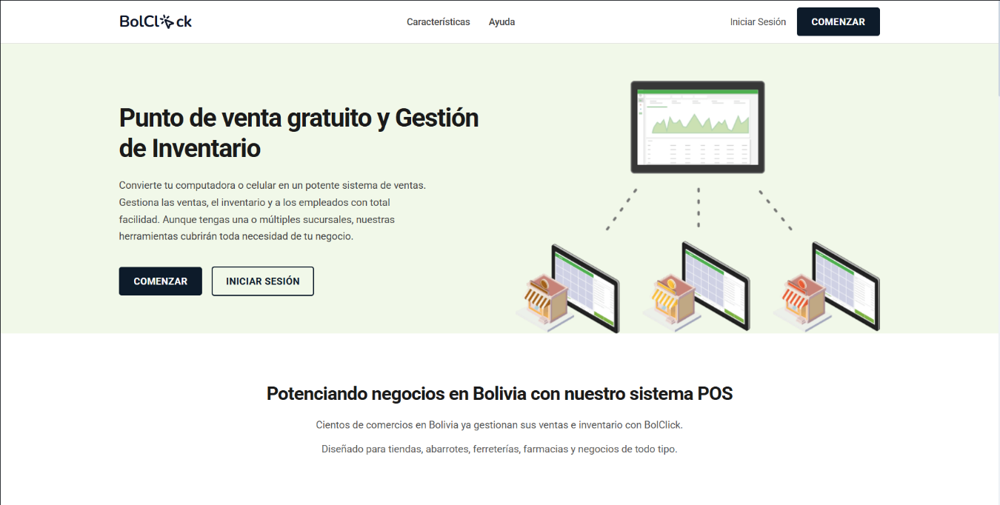 BolClick
Características
Ayuda
Iniciar Sesión
COMENZAR
Punto de venta gratuito y Gestión
de Inventario
Convierte tu computadora o celular en un potente sistema de ventas.
Gestiona las ventas, el inventario y a los empleados con total
facilidad. Aunque tengas una o múltiples sucursales, nuestras
herramientas cubrirán toda necesidad de tu negocio.
COMENZAR
INICIAR SESIÓN
Potenciando negocios en Bolivia con nuestro sistema POS
Cientos de comercios en Bolivia ya gestionan sus ventas e inventario con BolClick.
Diseñado para tiendas, abarrotes, ferreterías, farmacias y negocios de todo tipo.